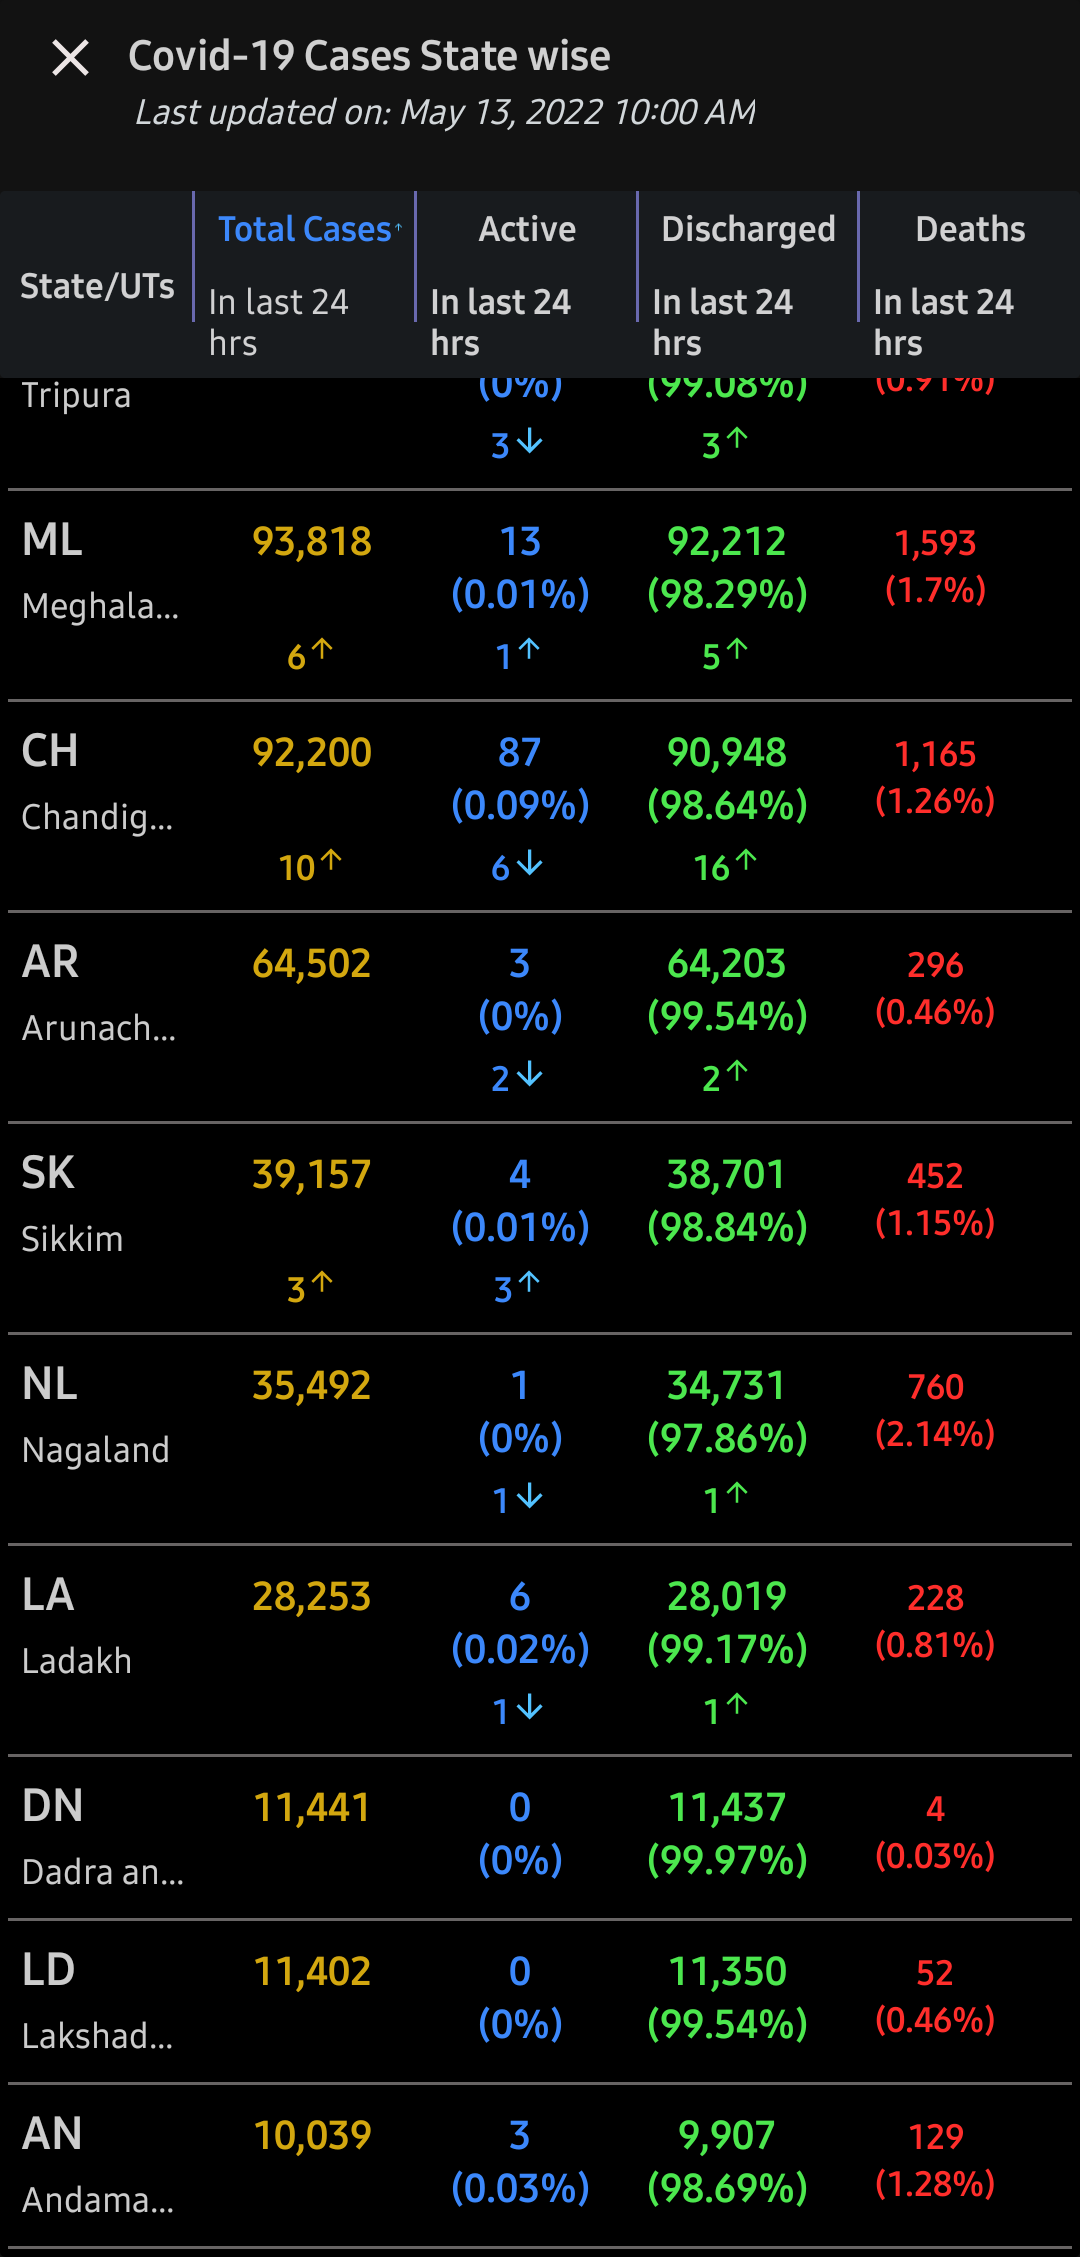 Covid-19 Cases State wise
Last updated on: May 13, 2022 10:00 AM
State/UTs
Total Cases↑ Active Discharged Deaths
In last 24 hrs In last 24 hrs In last 24 hrs In last 24 hrs
Tripura (0%) (99.08%) (0.91%)
3↓ 3↑
ML 93,818 13 92,212 1,593
Meghala... (0.01%) (98.29%) (1.7%)
6↑ 1↑ 5↑
CH 92,200 87 90,948 1,165
Chandig... (0.09%) (98.64%) (1.26%)
10↑ 6↓ 16↑
AR 64,502 3 64,203 296
Arunach... (0%) (99.54%) (0.46%)
2↓ 2↑
SK 39,157 4 38,701 452
Sikkim (0.01%) (98.84%) (1.15%)
3↑ 3↑
NL 35,492 1 34,731 760
Nagaland (0%) (97.86%) (2.14%)
1↓ 1↑
LA 28,253 6 28,019 228
Ladakh (0.02%) (99.17%) (0.81%)
1↓ 1↑
DN 11,441 0 11,437 4
Dadra an... (0%) (99.97%) (0.03%)
LD 11,402 0 11,350 52
Lakshad... (0%) (99.54%) (0.46%)
AN 10,039 3 9,907 129
Andama... (0.03%) (98.69%) (1.28%)